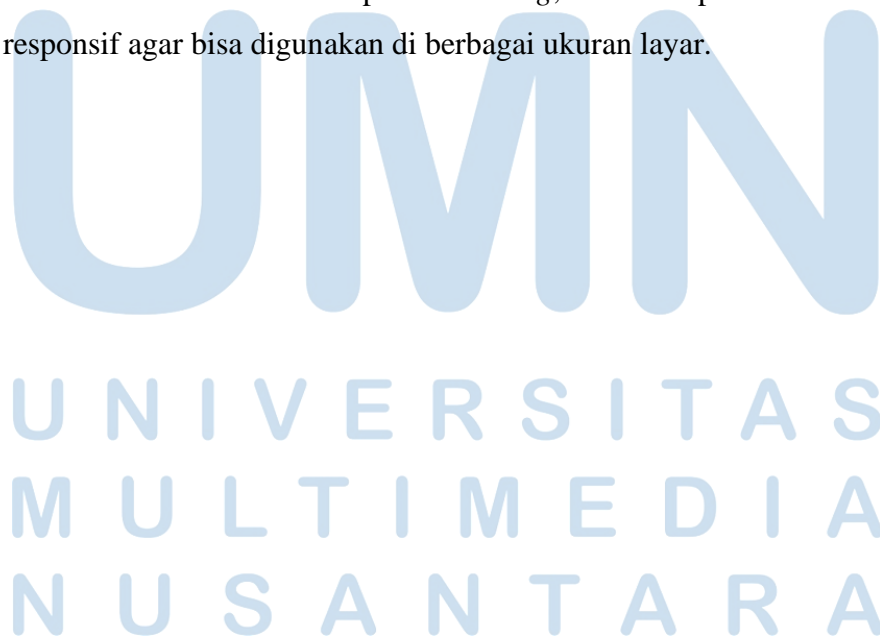 responsif agar bisa digunakan di berbagai ukuran layar.
UMN
UNIVERSITAS
MULTIMEDIA
NUSANTARA